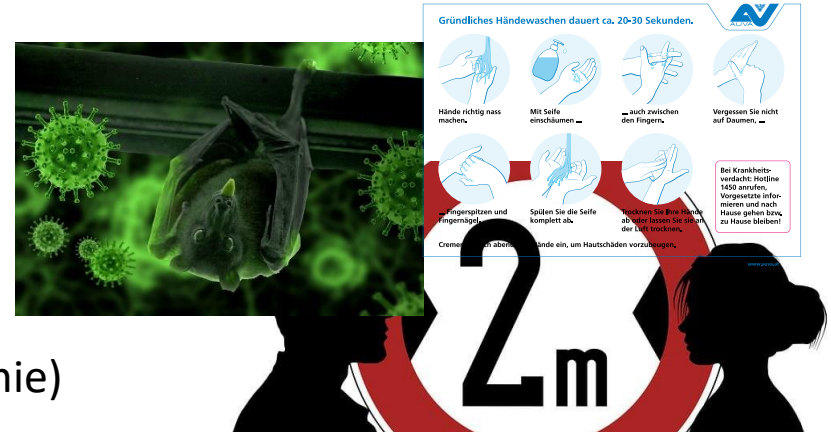 Gründliches Händewaschen dauert ca. 20-30 Sekunden.
AUVA
Hände richtig nass
machen.
Mit Seife
einschäumen ...
... auch zwischen
den Fingern.
Vergessen Sie nicht
auf Daumen, ...
... Fingerspitzen und
Fingernägel.
Spülen Sie die Seife
komplett ab.
Trocknen Sie Ihre Hände
ab oder lassen Sie sie an
der Luft trocknen.
Bei Krankheits-
verdacht: Hotline
1450 anrufen,
Vorgesetzte infor-
mieren und nach
Hause gehen bzw.
zu Hause bleiben!
Hände ein, um Hautschäden vorzubeugen.
2m
nie)